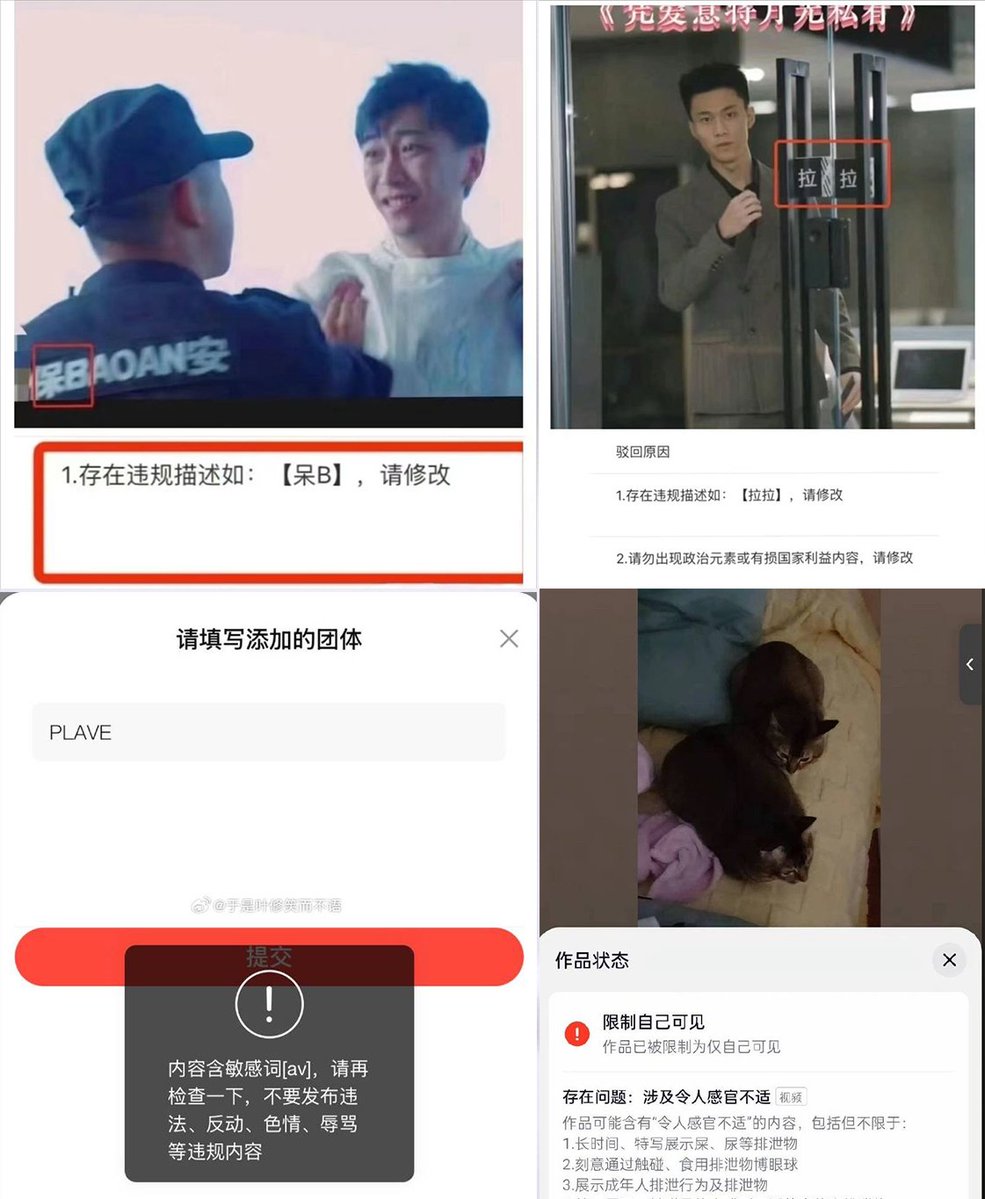 呆BAOAN安
1.存在违规描述如：【呆B】，请修改
《凭爱意将月光私有》
拉 拉
驳回原因
1.存在违规描述如：【拉拉】，请修改
2.请勿出现政治元素或有损国家利益内容，请修改
请填写添加的团体
PLAVE
@于是叶修笑而不语
提交
内容含敏感词[av]，请再
检查一下，不要发布违
法、反动、色情、辱骂
等违规内容
作品状态
限制自己可见
作品已被限制为仅自己可见
存在问题：涉及令人感官不适 视频
作品可能含有“令人感官不适”的内容，包括但不限于：
1.长时间、特写展示屎、尿等排泄物
2.刻意通过触碰、食用排泄物博眼球
3.展示成年人排泄行为及排泄物